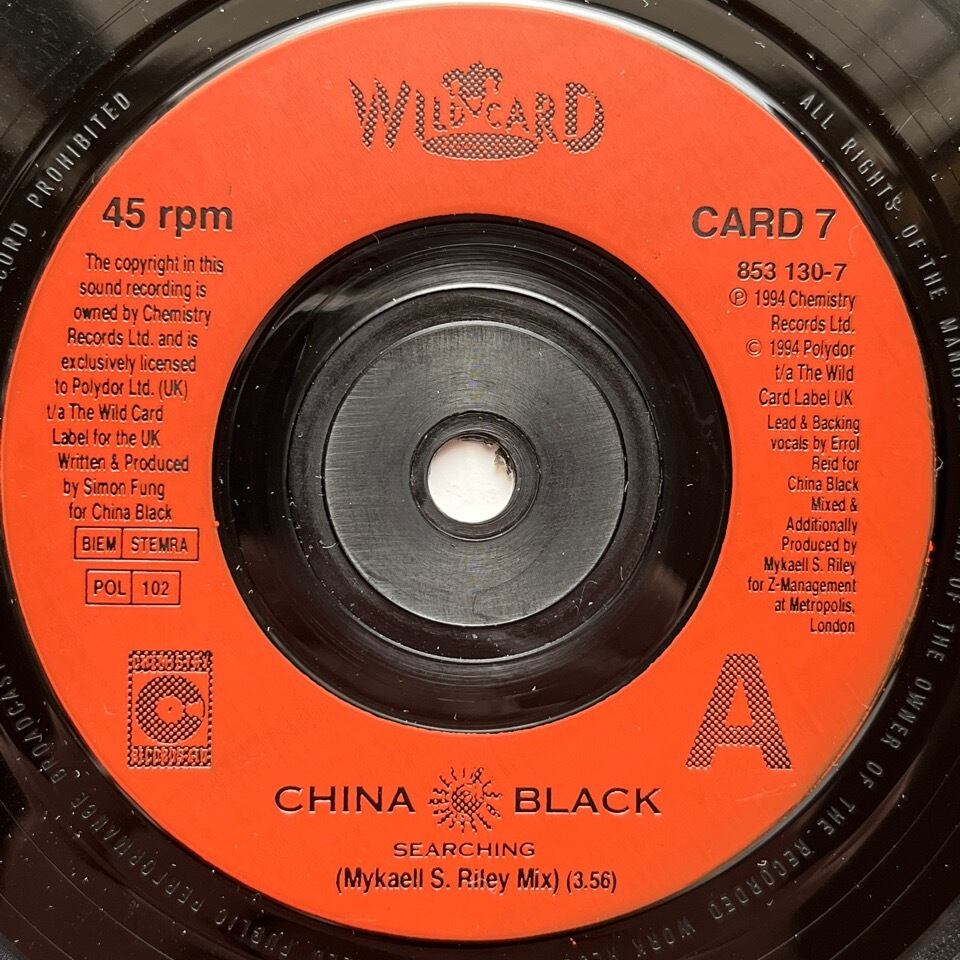 WILDCARD
45 rpm
The copyright in this
sound recording is
owned by Chemistry
Records Ltd. and is
exclusively licensed
to Polydor Ltd. (UK)
t/a The Wild Card
Label for the UK
Written & Produced
by Simon Fung
for China Black
BIEM STEMRA
POL 102
CHEMISTRY
RECORDS LTD
CARD 7
853 130-7
℗ 1994 Chemistry
Records Ltd.
© 1994 Polydor
t/a The Wild
Card Label UK
Lead & Backing
vocals by Errol
Reid for
China Black
Mixed &
Additionally
Produced by
Mykaell S. Riley
for Z-Management
at Metropolis,
London
A
CHINA BLACK
SEARCHING
(Mykaell S. Riley Mix) (3.56)
ALL RIGHTS OF THE
OF THE OWNER OF THE RECORDED WORK
PUBLIC PERFORMANCE
RECORD PROHIBITED